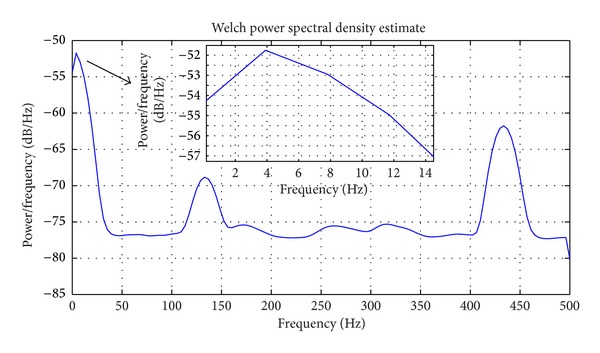 Welch power spectral density estimate
Power/frequency (dB/Hz)
−50
−55
−60
−65
−70
−75
−80
−85
0 50 100 150 200 250 300 350 400 450 500
Frequency (Hz)
Power/frequency
(dB/Hz)
−52
−53
−54
−55
−56
−57
2 4 6 8 10 12 14
Frequency (Hz)